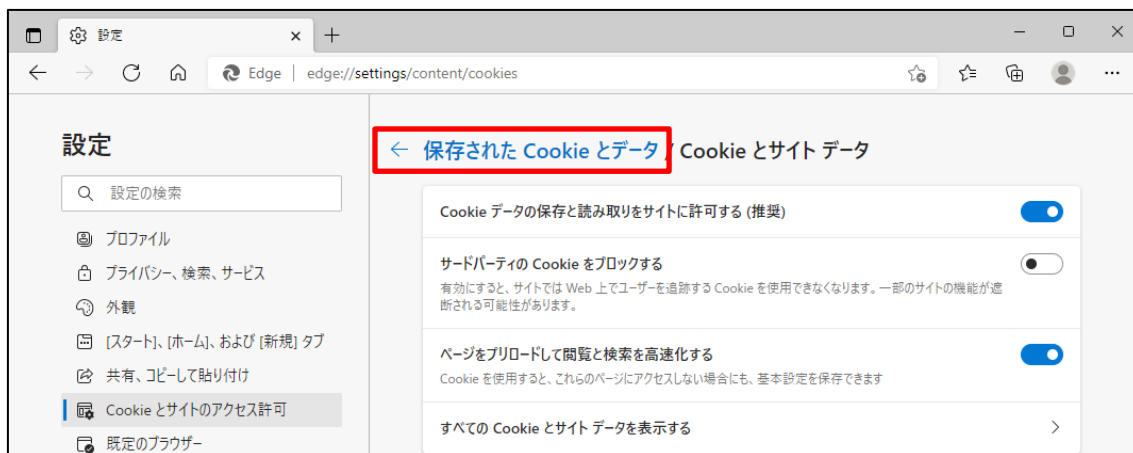 設定
Edge | edge://settings/content/cookies
設定
設定の検索
プロファイル
プライバシー、検索、サービス
外観
[スタート]、[ホーム]、および [新規] タブ
共有、コピーして貼り付け
Cookie とサイトのアクセス許可
既定のブラウザー
← 保存された Cookie とデータ / Cookie とサイト データ
Cookie データの保存と読み取りをサイトに許可する (推奨)
サードパーティの Cookie をブロックする
有効にすると、サイトでは Web 上でユーザーを追跡する Cookie を使用できなくなります。一部のサイトの機能が遮
断される可能性があります。
ページをプリロードして閲覧と検索を高速化する
Cookie を使用すると、これらのページにアクセスしない場合にも、基本設定を保存できます
すべての Cookie とサイト データを表示する